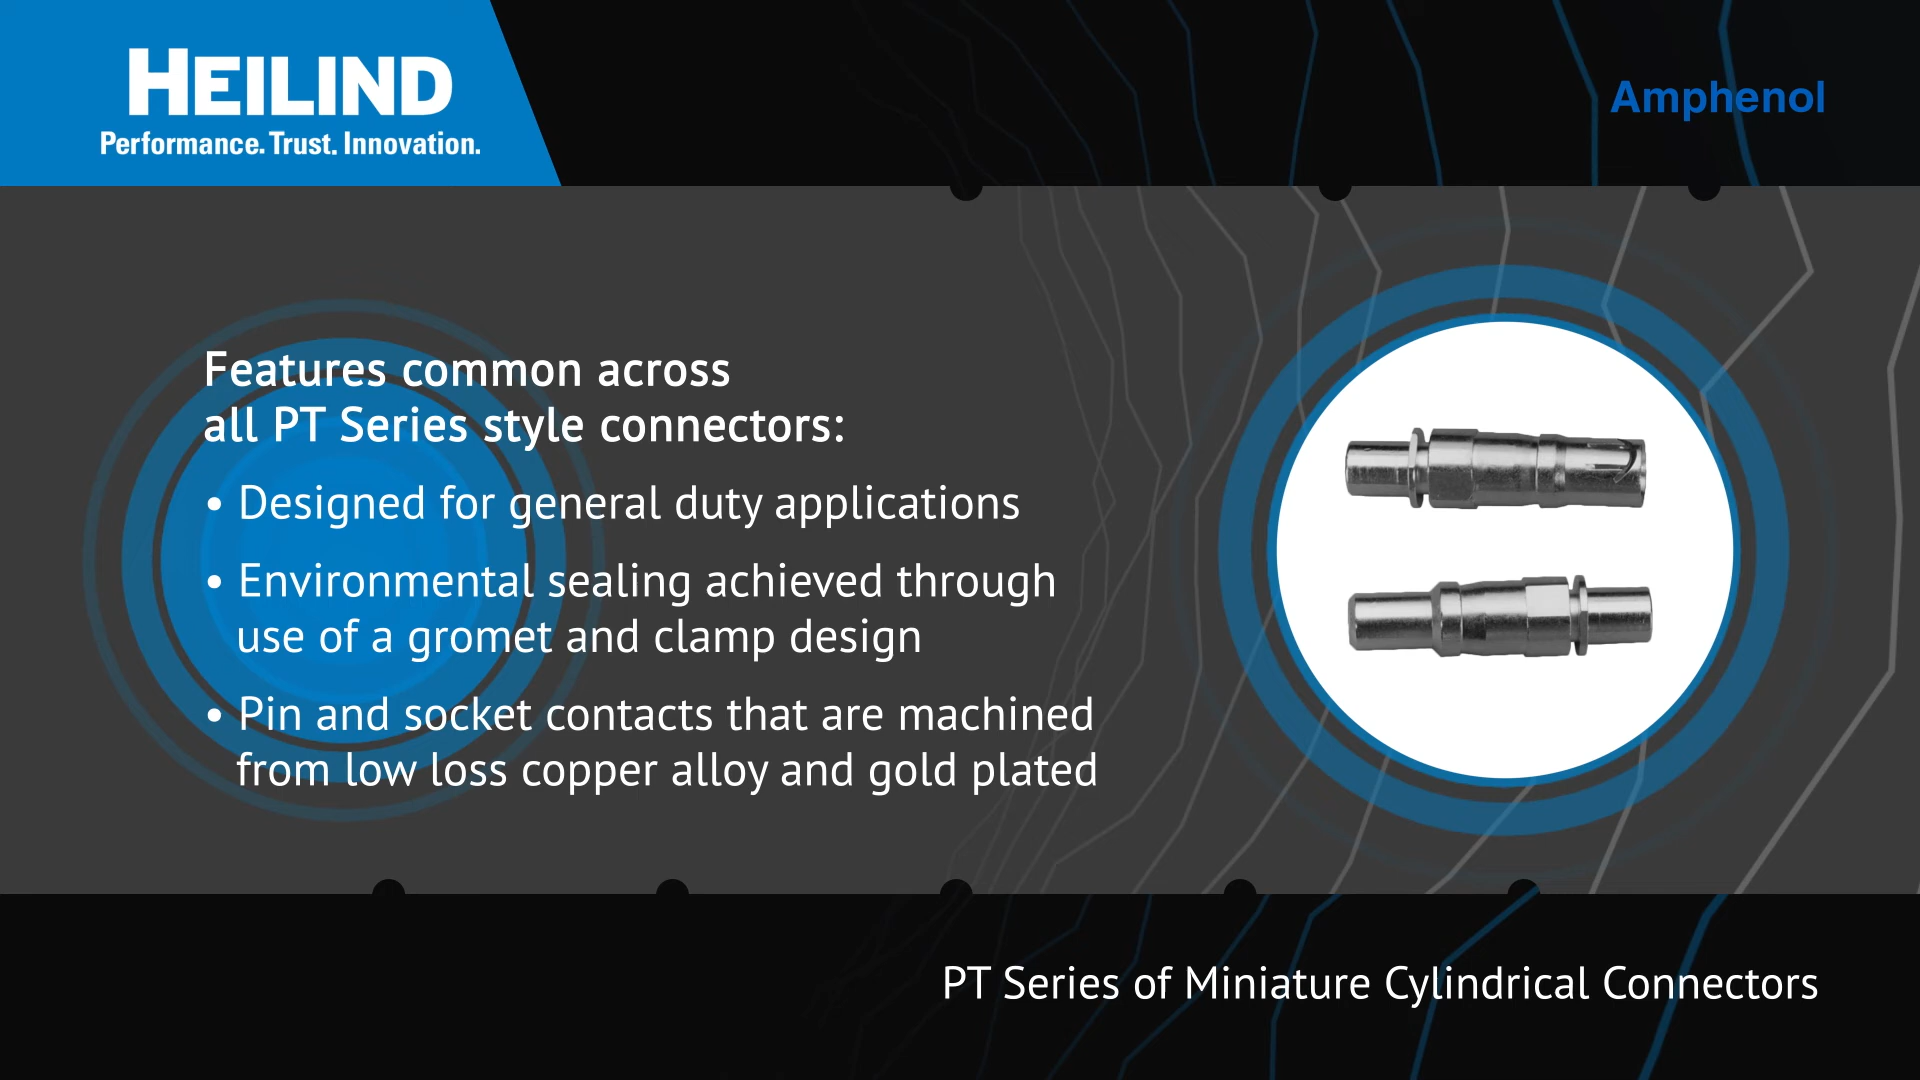 HEILIND
Performance. Trust. Innovation.
Amphenol
Features common across
all PT Series style connectors:
• Designed for general duty applications
• Environmental sealing achieved through
use of a gromet and clamp design
• Pin and socket contacts that are machined
from low loss copper alloy and gold plated
PT Series of Miniature Cylindrical Connectors